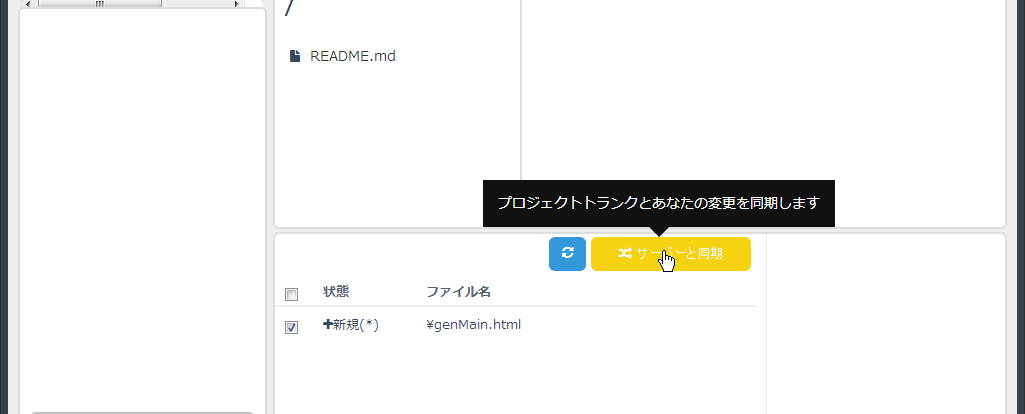 /
README.md
プロジェクトトランクとあなたの変更を同期します
サーバーと同期
状態 ファイル名
新規(*) ¥genMain.html